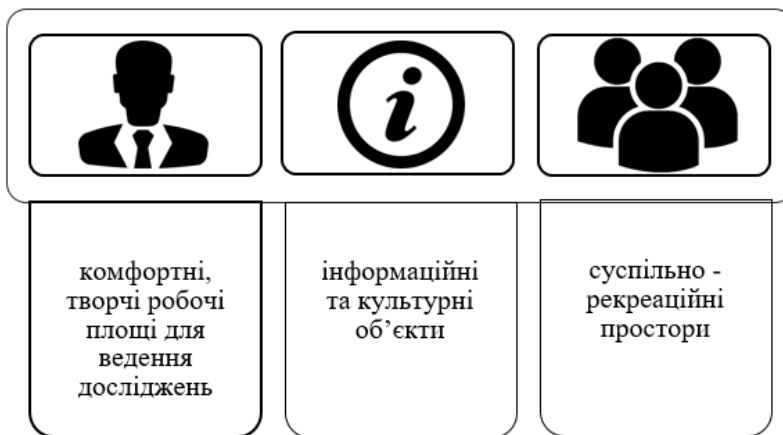 комфортні,
творчі робочі
площі для
ведення
досліджень
інформаційні
та культурні
об’єкти
суспільно -
рекреаційні
простори